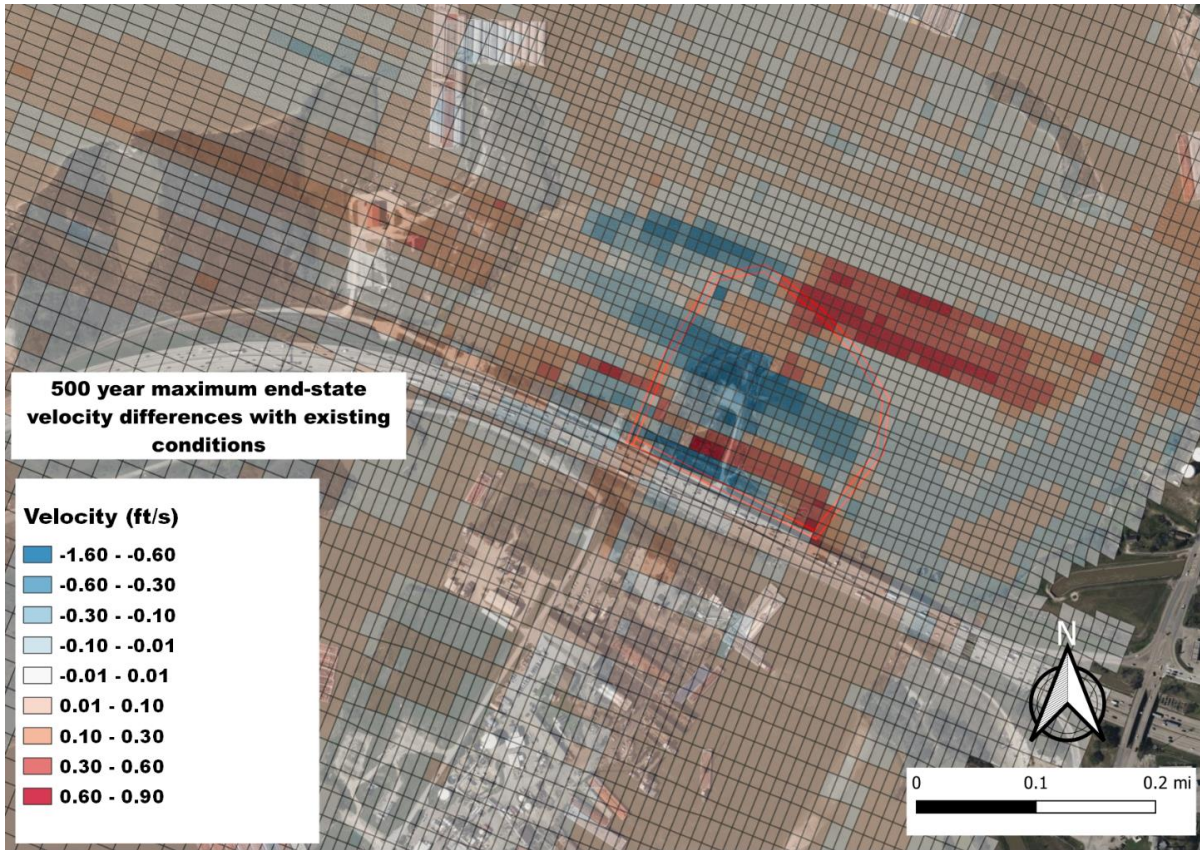 500 year maximum end-state
velocity differences with existing
conditions
Velocity (ft/s)
-1.60 - -0.60
-0.60 - -0.30
-0.30 - -0.10
-0.10 - -0.01
-0.01 - 0.01
0.01 - 0.10
0.10 - 0.30
0.30 - 0.60
0.60 - 0.90
N
0 0.1 0.2 mi